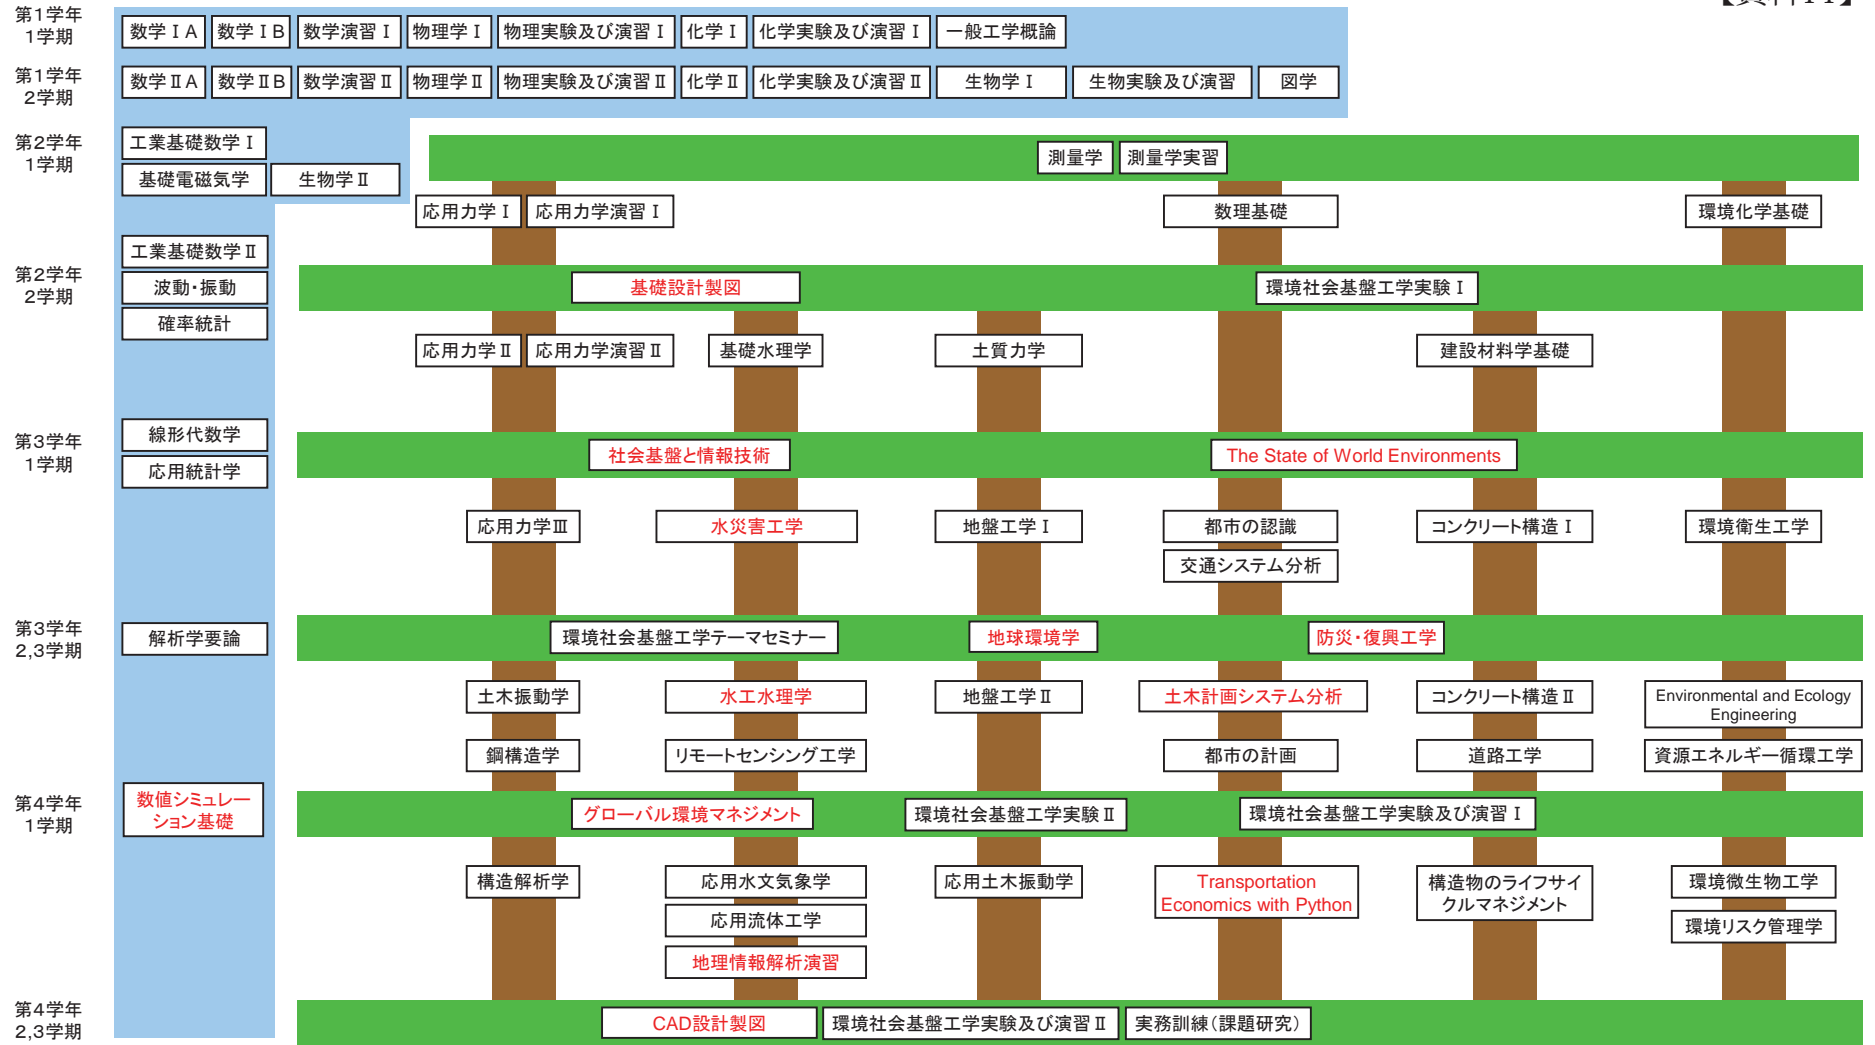 第1学年
1学期
数学ⅠA 数学ⅠB 数学演習Ⅰ 物理学Ⅰ 物理実験及び演習Ⅰ 化学Ⅰ 化学実験及び演習Ⅰ 一般工学概論
第1学年
2学期
数学ⅡA 数学ⅡB 数学演習Ⅱ 物理学Ⅱ 物理実験及び演習Ⅱ 化学Ⅱ 化学実験及び演習Ⅱ 生物学Ⅰ 生物実験及び演習 図学
第2学年
1学期
工業基礎数学Ⅰ
基礎電磁気学 生物学Ⅱ
測量学 測量学実習
応用力学Ⅰ 応用力学演習Ⅰ 数理基礎 環境化学基礎
第2学年
2学期
工業基礎数学Ⅱ
波動・振動
確率統計
基礎設計製図 環境社会基盤工学実験Ⅰ
応用力学Ⅱ 応用力学演習Ⅱ 基礎水理学 土質力学 建設材料学基礎
第3学年
1学期
線形代数学
応用統計学
社会基盤と情報技術 The State of World Environments
応用力学Ⅲ 水災害工学 地盤工学Ⅰ 都市の認識 コンクリート構造Ⅰ 環境衛生工学
交通システム分析
第3学年
2,3学期
解析学要論
環境社会基盤工学テーマセミナー 地球環境学 防災・復興工学
土木振動学 水工水理学 地盤工学Ⅱ 土木計画システム分析 コンクリート構造Ⅱ Environmental and Ecology
Engineering
鋼構造学 リモートセンシング工学 都市の計画 道路工学 資源エネルギー循環工学
第4学年
1学期
数値シミュレー
ション基礎
グローバル環境マネジメント 環境社会基盤工学実験Ⅱ 環境社会基盤工学実験及び演習Ⅰ
構造解析学 応用水文気象学 応用土木振動学 Transportation
Economics with Python
構造物のライフサイ
クルマネジメント
環境微生物工学
応用流体工学 環境リスク管理学
地理情報解析演習
第4学年
2,3学期
CAD設計製図 環境社会基盤工学実験及び演習Ⅱ 実務訓練(課題研究)